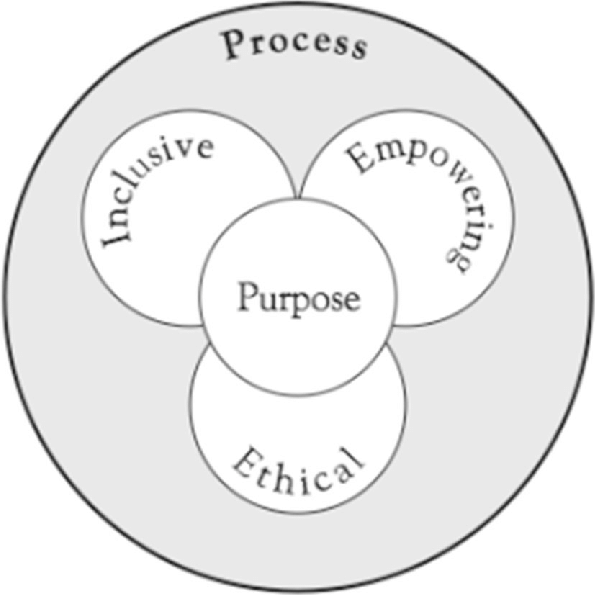 Process
Inclusive
Empowering
Purpose
Ethical